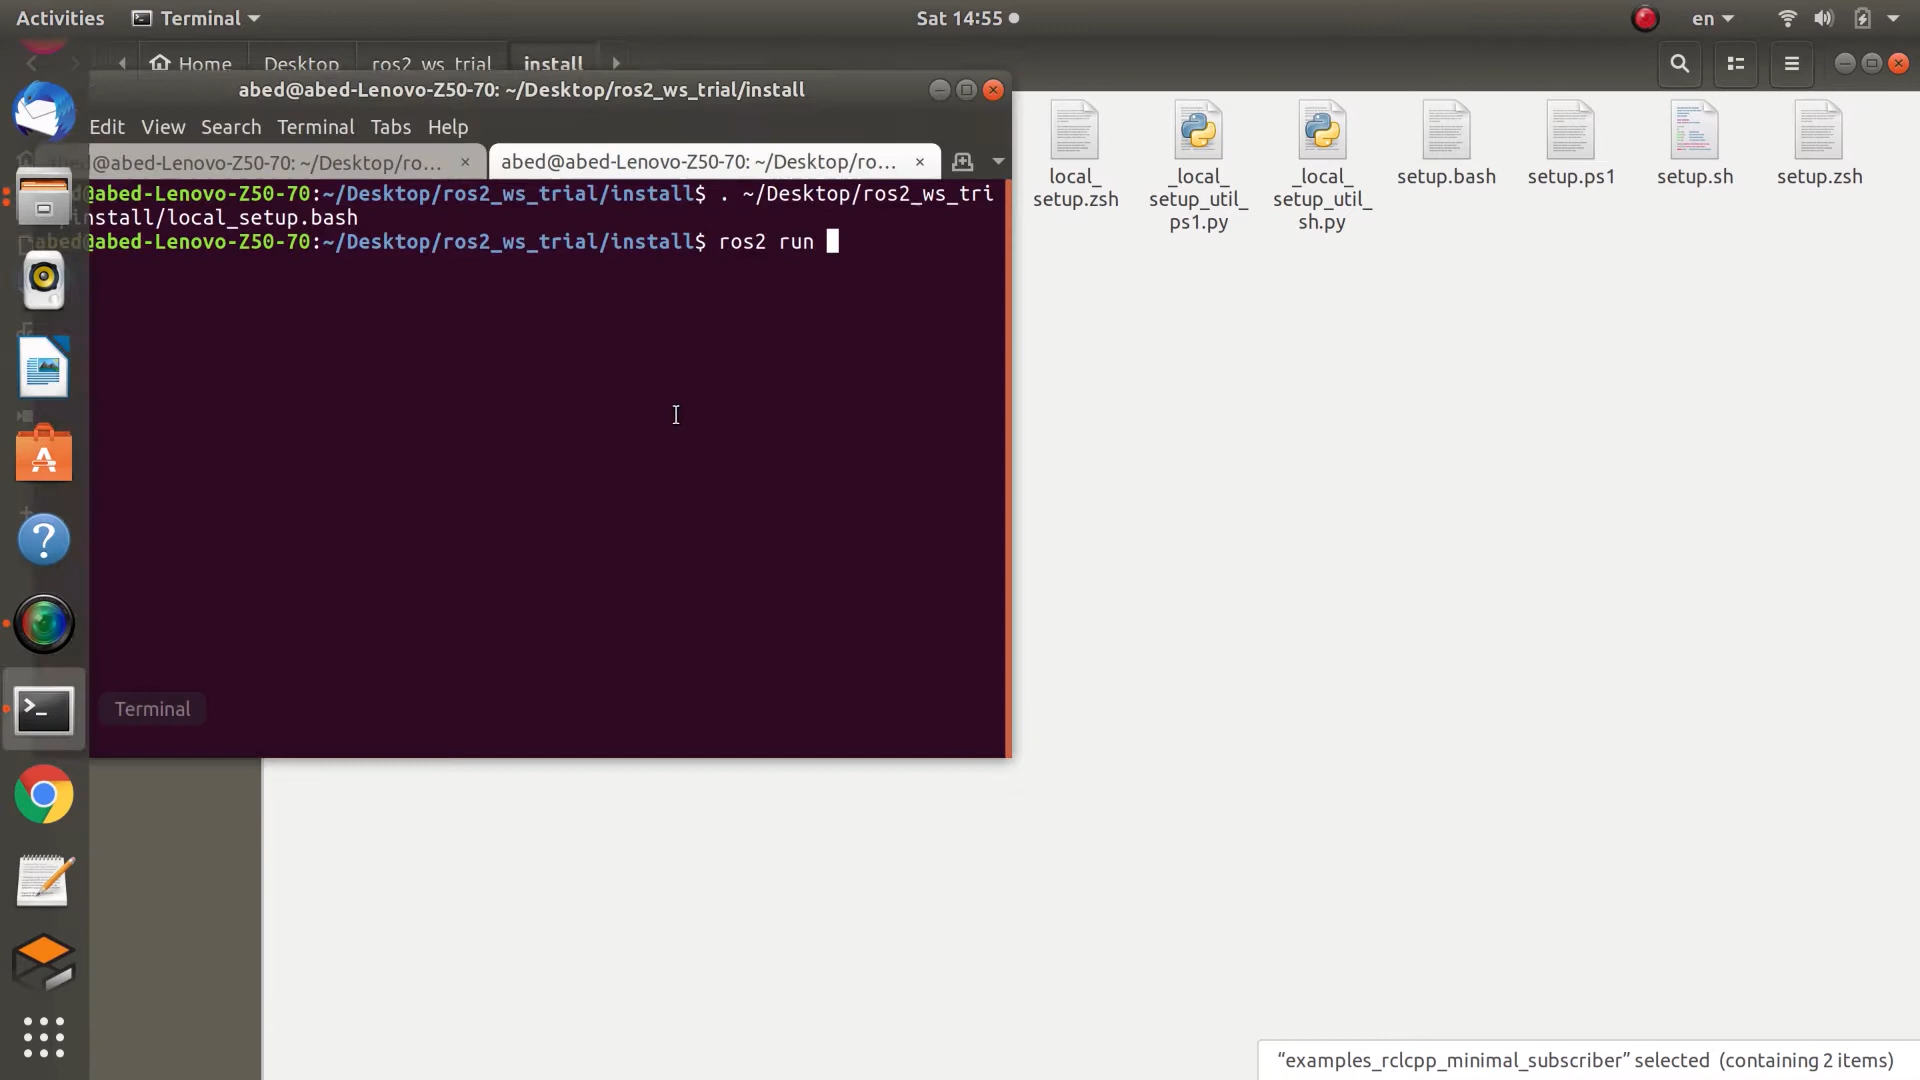 Activities Terminal Sat 14:55 en
Home Desktop ros2_ws_trial install
abed@abed-Lenovo-Z50-70: ~/Desktop/ros2_ws_trial/install
Edit View Search Terminal Tabs Help
@abed-Lenovo-Z50-70: ~/Desktop/ro... × abed@abed-Lenovo-Z50-70: ~/Desktop/ro... ×
@abed-Lenovo-Z50-70:~/Desktop/ros2_ws_trial/install$ . ~/Desktop/ros2_ws_tri
install/local_setup.bash
abed@abed-Lenovo-Z50-70:~/Desktop/ros2_ws_trial/install$ ros2 run
Terminal
local_
setup.zsh
_local_
setup_util_
ps1.py
_local_
setup_util_
sh.py
setup.bash
setup.ps1
setup.sh
setup.zsh
“examples_rclcpp_minimal_subscriber” selected (containing 2 items)